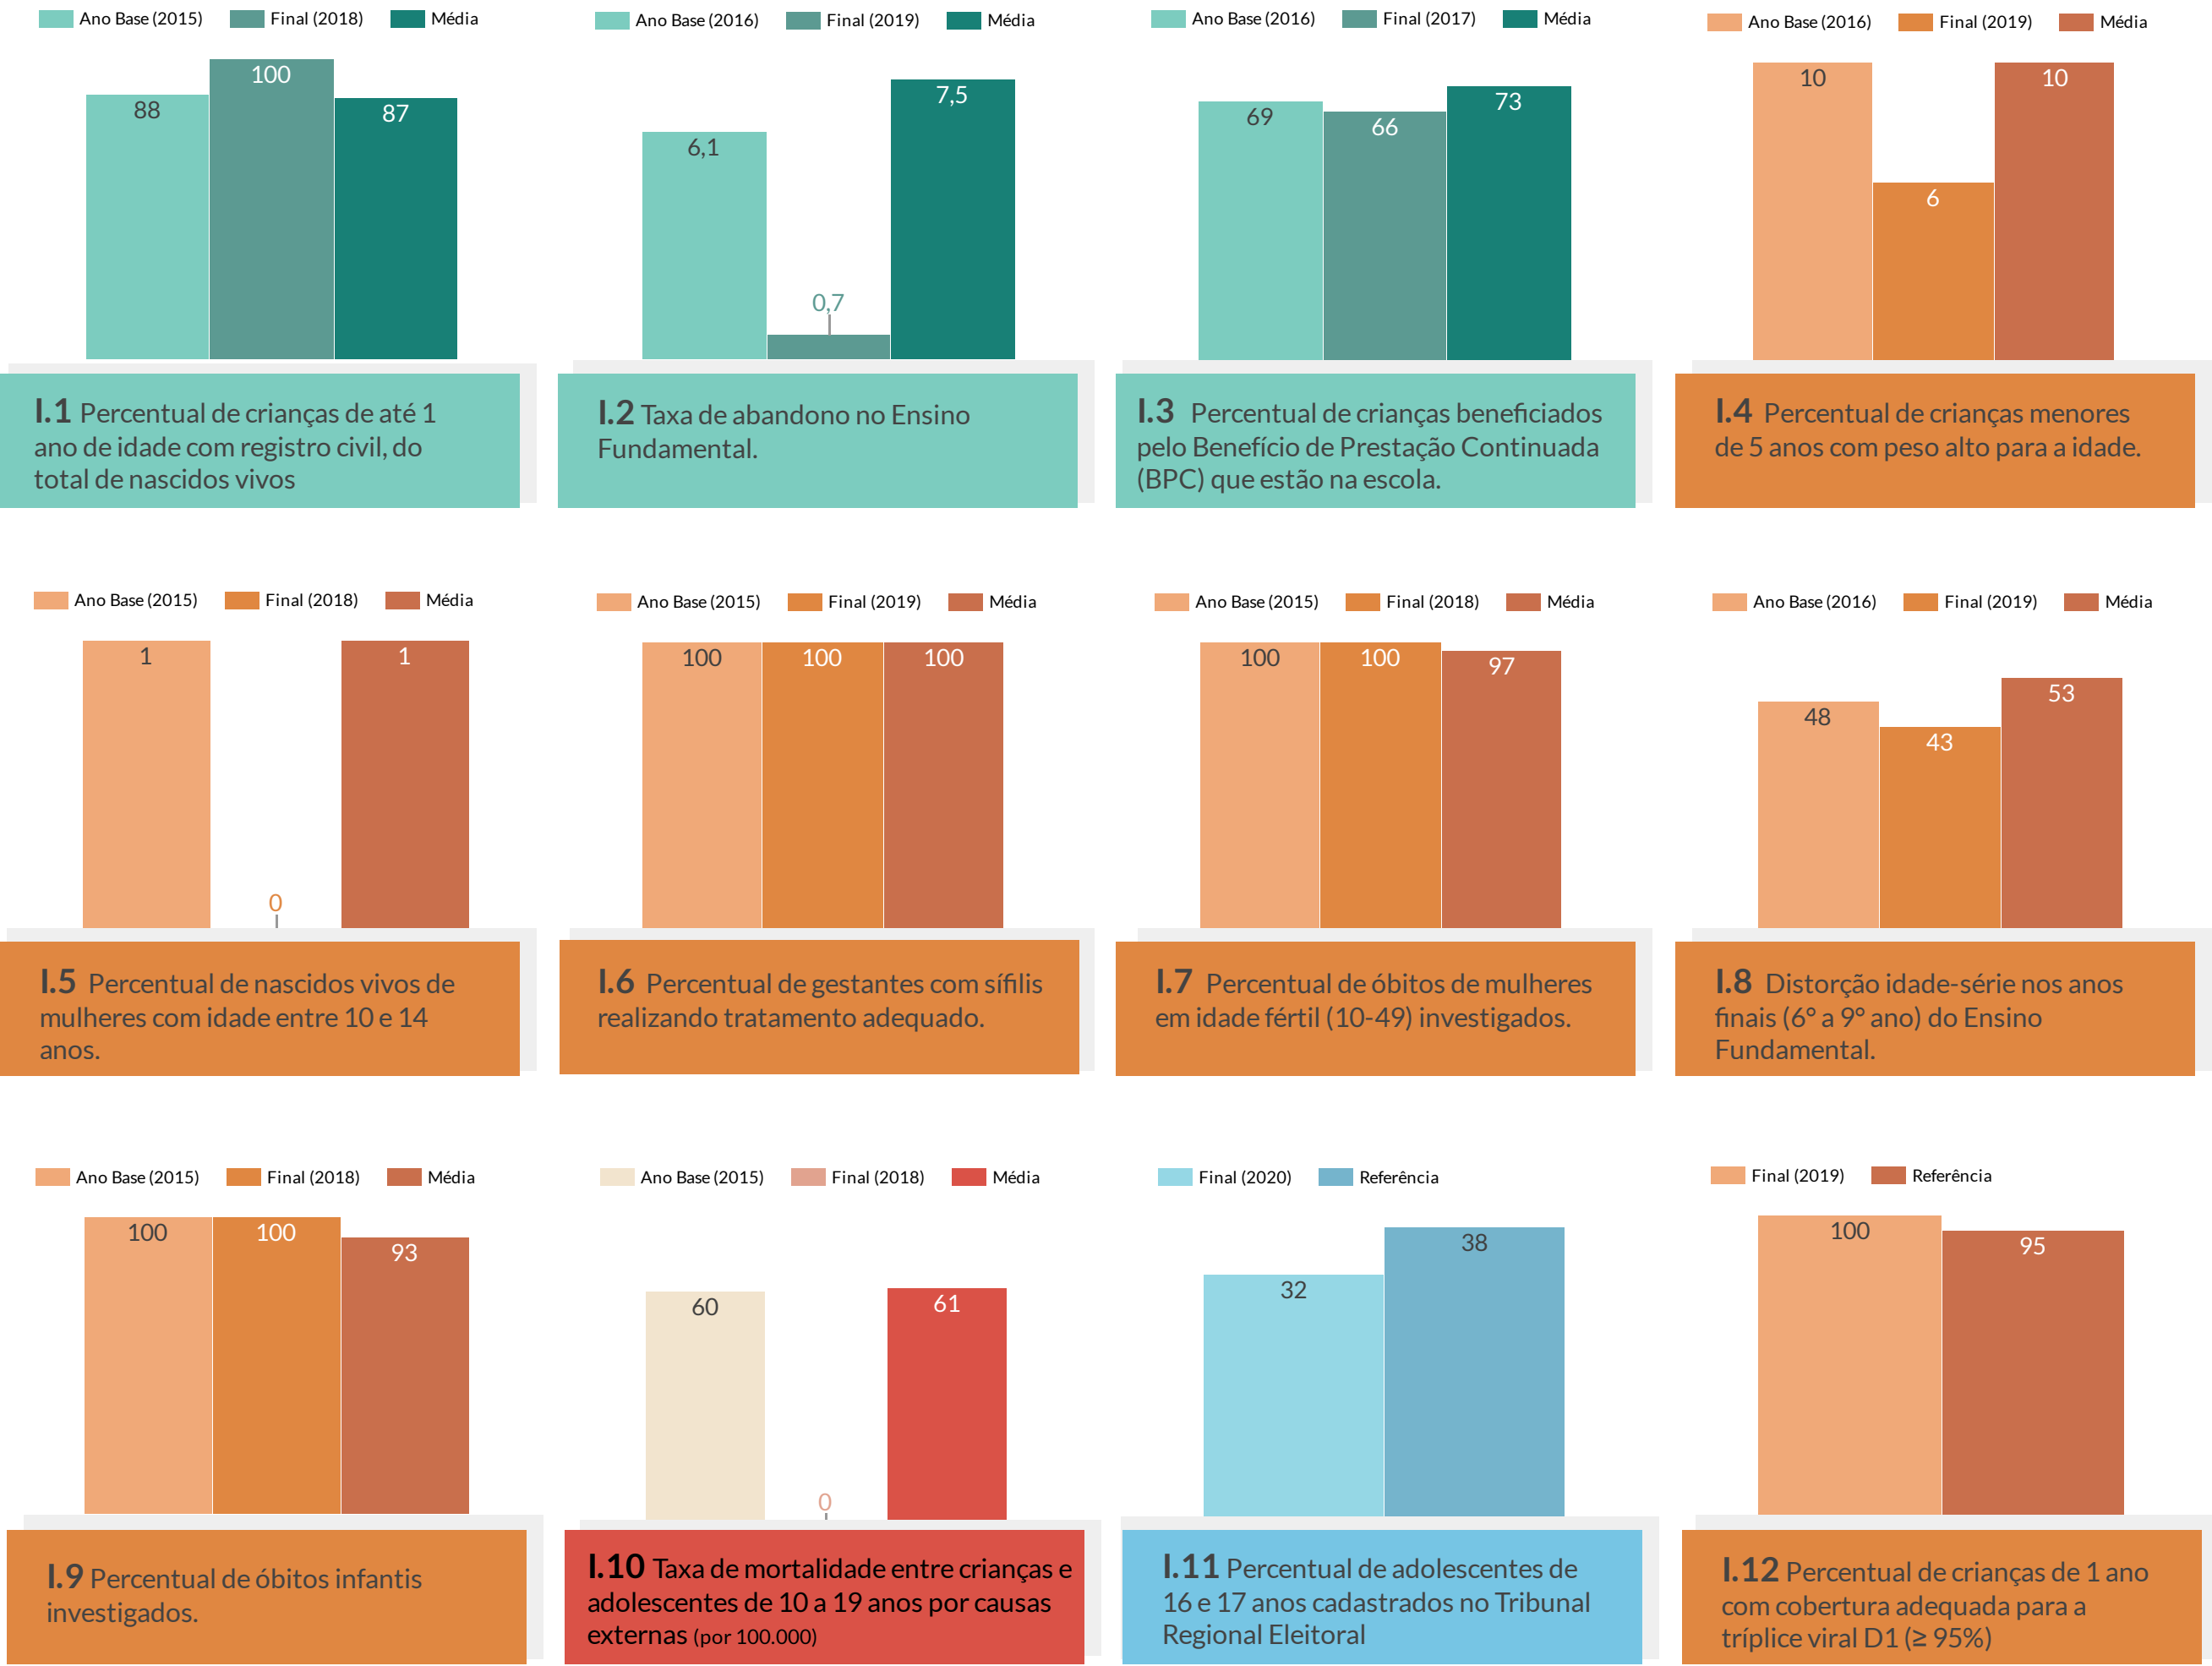 Ano Base (2015) Final (2018) Média
88
100
87
I.1 Percentual de crianças de até 1
ano de idade com registro civil, do
total de nascidos vivos
Ano Base (2016) Final (2019) Média
6,1
0,7
7,5
I.2 Taxa de abandono no Ensino
Fundamental.
Ano Base (2016) Final (2017) Média
69
66
73
I.3 Percentual de crianças beneficiados
pelo Benefício de Prestação Continuada
(BPC) que estão na escola.
Ano Base (2016) Final (2019) Média
10
6
10
I.4 Percentual de crianças menores
de 5 anos com peso alto para a idade.
Ano Base (2015) Final (2018) Média
1
0
1
I.5 Percentual de nascidos vivos de
mulheres com idade entre 10 e 14
anos.
Ano Base (2015) Final (2019) Média
100
100
100
I.6 Percentual de gestantes com sífilis
realizando tratamento adequado.
Ano Base (2015) Final (2018) Média
100
100
97
I.7 Percentual de óbitos de mulheres
em idade fértil (10-49) investigados.
Ano Base (2016) Final (2019) Média
48
43
53
I.8 Distorção idade-série nos anos
finais (6° a 9° ano) do Ensino
Fundamental.
Ano Base (2015) Final (2018) Média
100
100
93
I.9 Percentual de óbitos infantis
investigados.
Ano Base (2015) Final (2018) Média
60
0
61
I.10 Taxa de mortalidade entre crianças e
adolescentes de 10 a 19 anos por causas
externas (por 100.000)
Final (2020) Referência
32
38
I.11 Percentual de adolescentes de
16 e 17 anos cadastrados no Tribunal
Regional Eleitoral
Final (2019) Referência
100
95
I.12 Percentual de crianças de 1 ano
com cobertura adequada para a
tríplice viral D1 (≥ 95%)